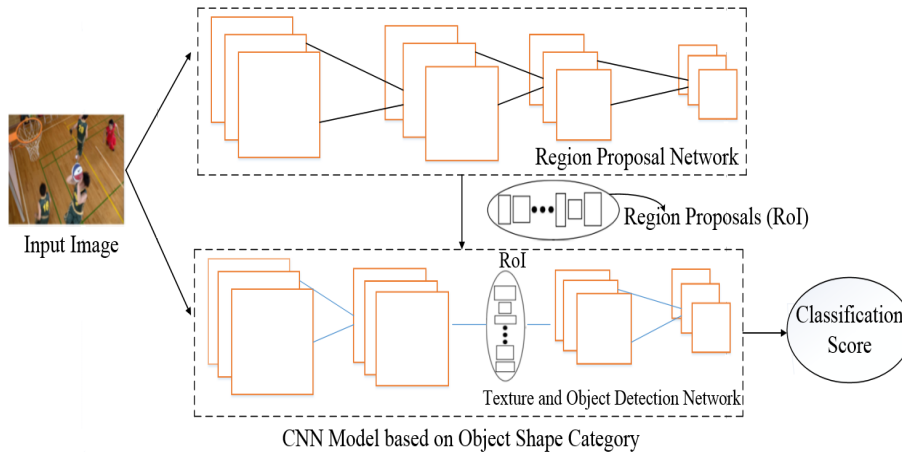 Region Proposal Network
Input Image
Region Proposals (RoI)
RoI
Classification
Score
Texture and Object Detection Network
CNN Model based on Object Shape Category